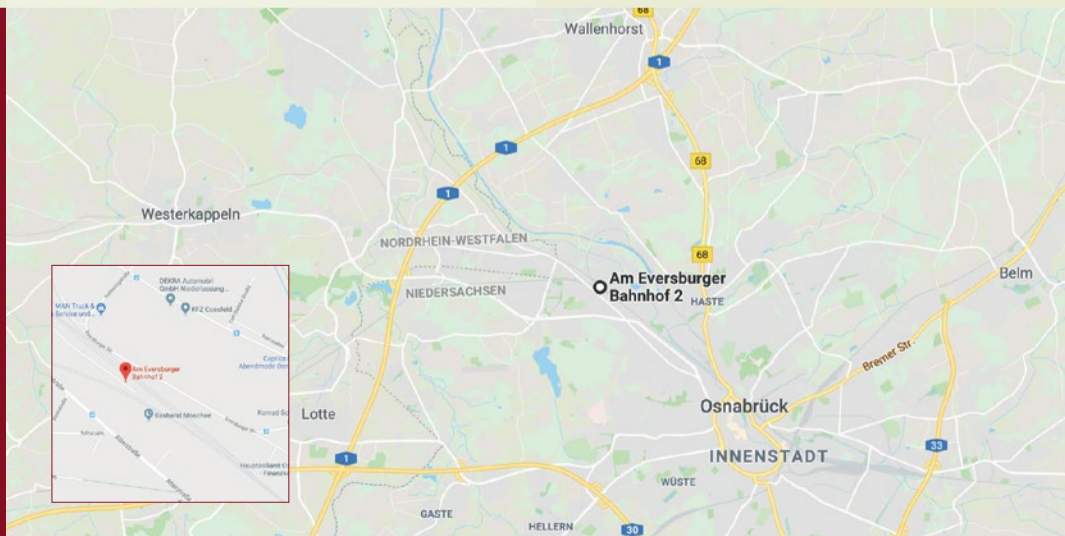 68
Wallenhorst
1
1
68
1
Westerkappeln
NORDRHEIN-WESTFALEN
68
NIEDERSACHSEN
Am Eversburger
Bahnhof 2
HASTE
Belm
DEKRA Automobil
GmbH Niederlassung...
MAN Truck &
Service und...
KFZ Coesfeld
Am Eversburger
Bahnhof 2
Abendmode
Bremer Str.
Lotte
Osnabrück
33
INNENSTADT
1
WÜSTE
GASTE
HELLERN
30